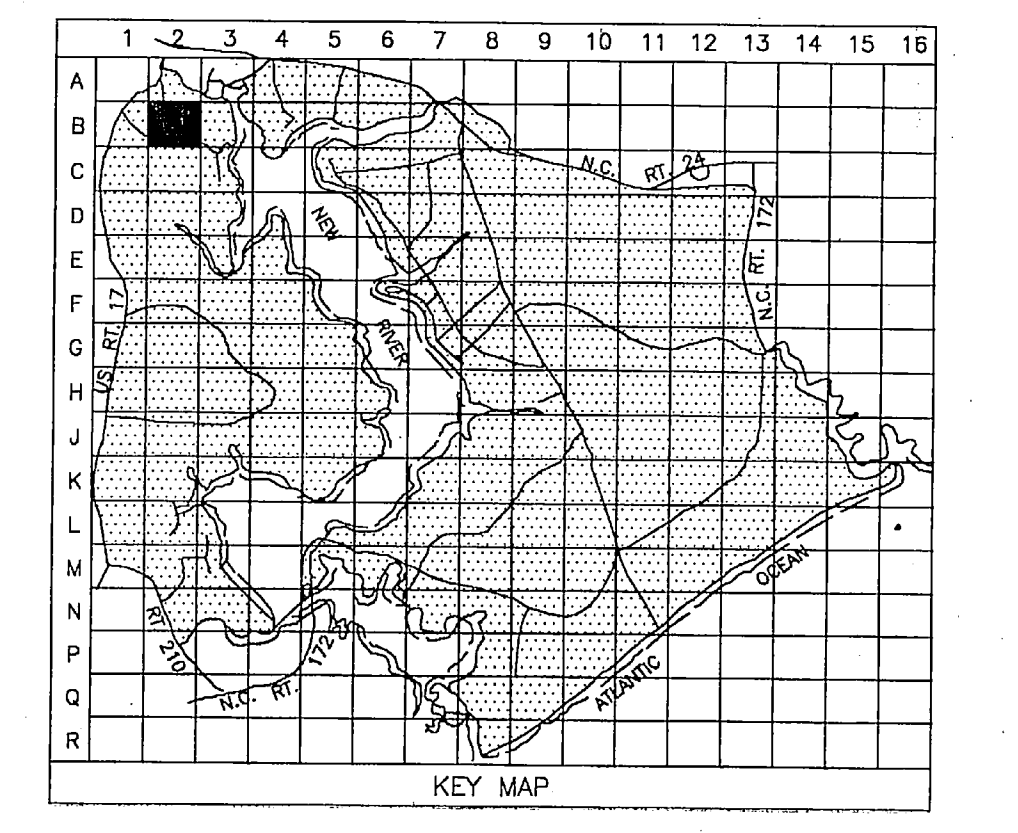 1 2 3 4 5 6 7 8 9 10 11 12 13 14 15 16
A
B
C
D
E
F
G
H
J
K
L
M
N
P
Q
R
N.C. RT. 24
N.C. RT. 172
NEW
RIVER
US RT. 17
RT 210
N.C. RT. 172
ATLANTIC OCEAN
KEY MAP